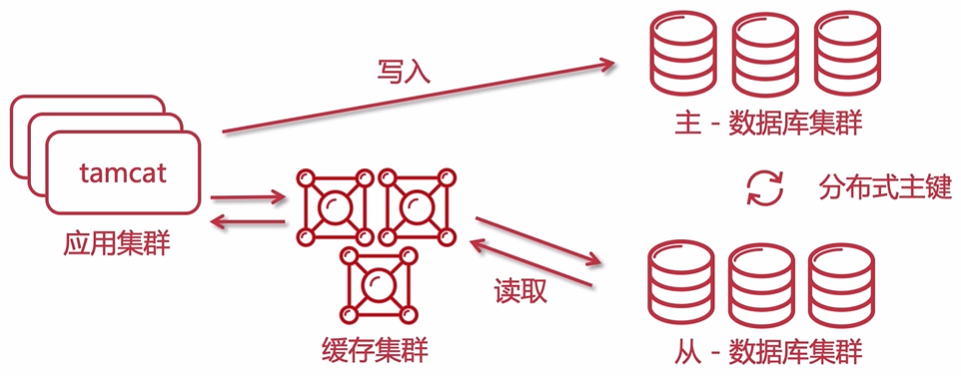 写入
主 - 数据库集群
tamcat
应用集群
分布式主键
读取
缓存集群
从 - 数据库集群